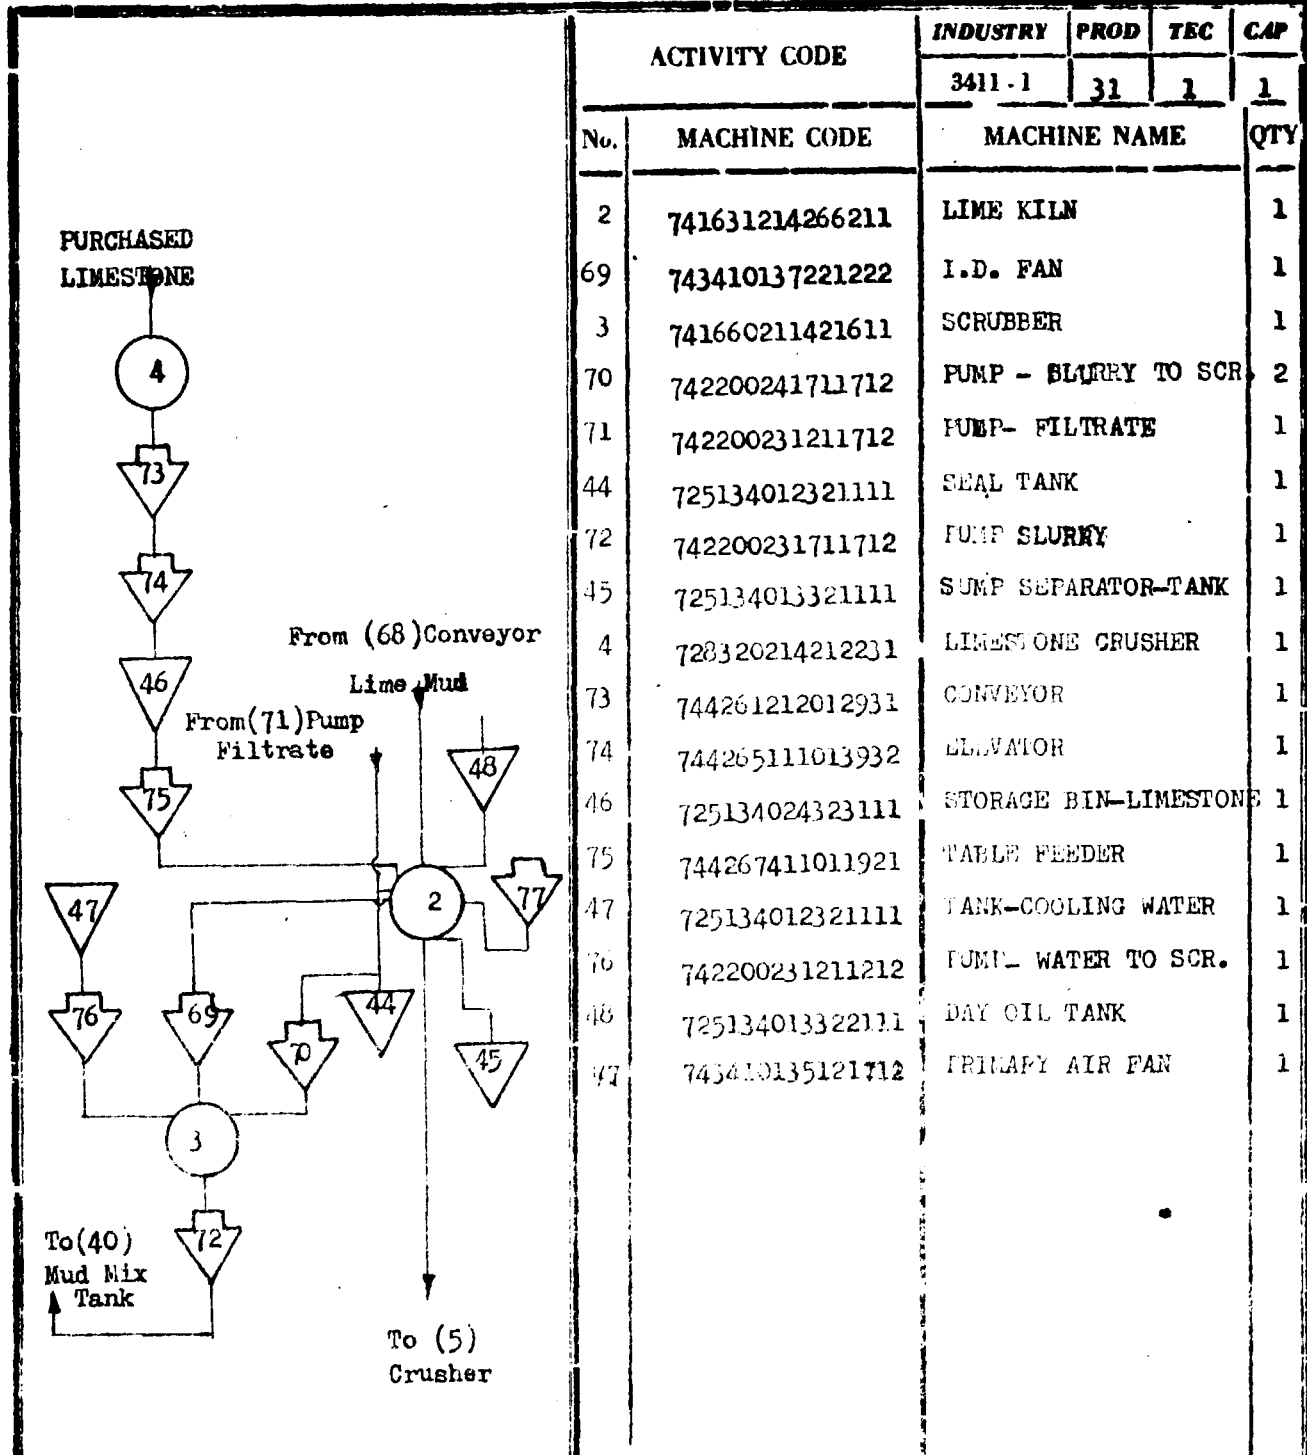 ACTIVITY CODE
INDUSTRY PROD TEC CAP
3411 - 1 31 1 1
No. MACHINE CODE MACHINE NAME QTY
2 741631214266211 LIME KILN 1
69 743410137221222 I.D. FAN 1
3 741660211421611 SCRUBBER 1
70 742200241711712 PUMP - SLURRY TO SCR. 2
71 742200231211712 PUMP- FILTRATE 1
44 725134012321111 SEAL TANK 1
72 742200231711712 PUMP SLURRY 1
45 725134013321111 SUMP SEPARATOR-TANK 1
4 728320214212231 LIMESTONE CRUSHER 1
73 744261212012931 CONVEYOR 1
74 744265111013932 ELEVATOR 1
46 725134024323111 STORAGE BIN-LIMESTONE 1
75 744267411011921 TABLE FEEDER 1
47 725134012321111 TANK-COOLING WATER 1
76 742200231211212 PUMP- WATER TO SCR. 1
48 725134013322111 DAY OIL TANK 1
743410135121712 PRIMARY AIR FAN 1
PURCHASED
LIMESTONE
4
73
74
46
75
From (68)Conveyor
Lime Mud
From(71)Pump
Filtrate
48
2
77
47
76
69
70
44
45
3
72
To(40)
Mud Mix
Tank
To (5)
Crusher